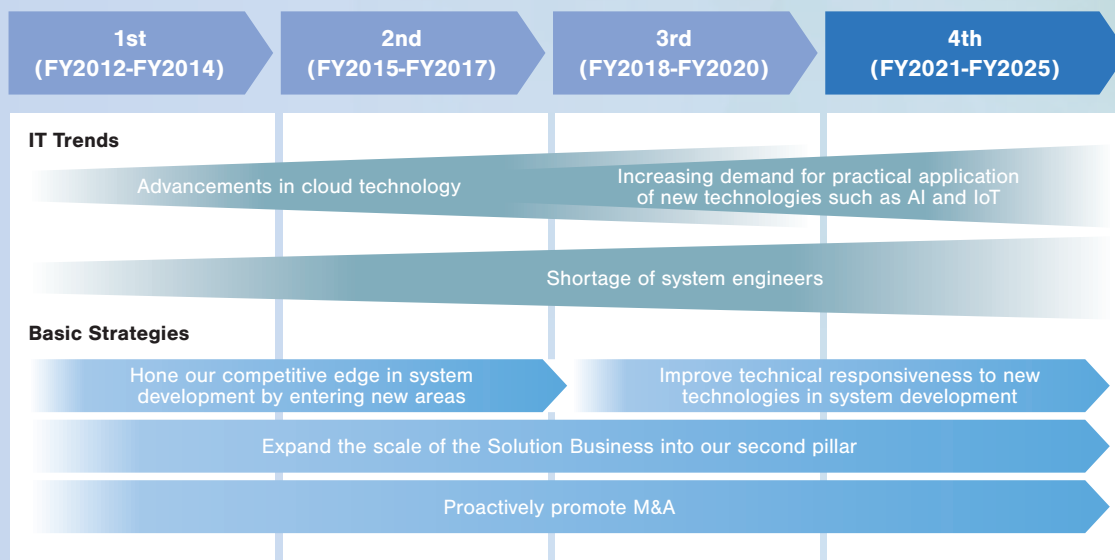 1st
(FY2012-FY2014)
2nd
(FY2015-FY2017)
3rd
(FY2018-FY2020)
4th
(FY2021-FY2025)
IT Trends
Advancements in cloud technology
Increasing demand for practical application
of new technologies such as AI and IoT
Shortage of system engineers
Basic Strategies
Hone our competitive edge in system
development by entering new areas
Improve technical responsiveness to new
technologies in system development
Expand the scale of the Solution Business into our second pillar
Proactively promote M&A